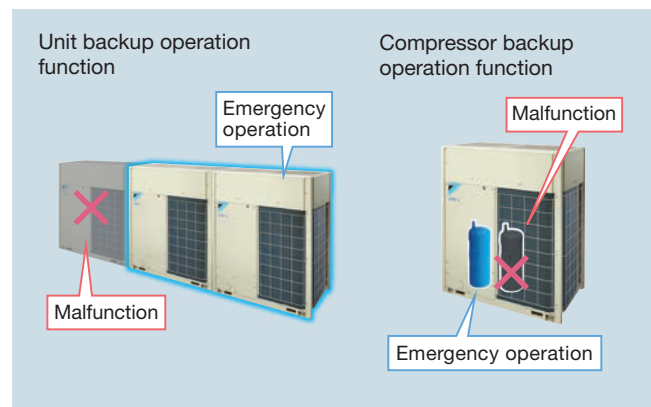 Unit backup operation
function
Emergency
operation
Malfunction
Compressor backup
operation function
Malfunction
Emergency operation